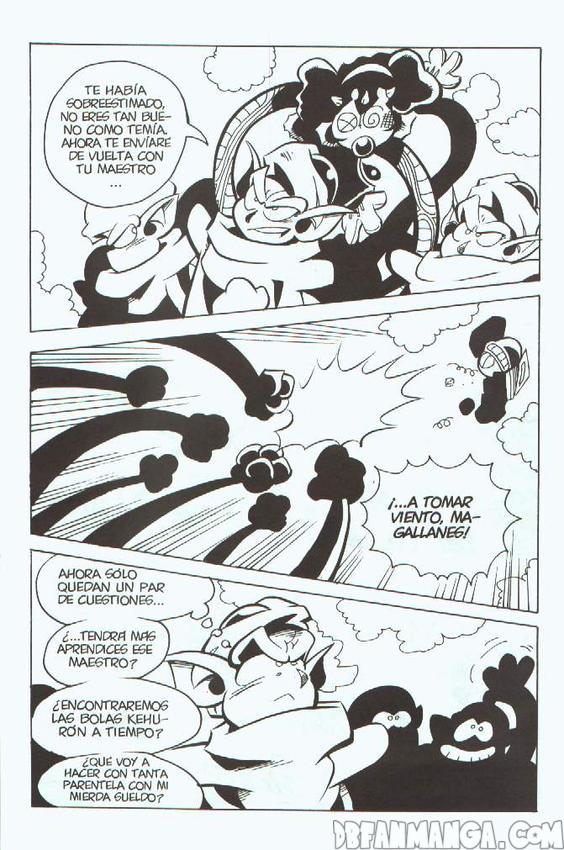 TE HABÍA
SOBREESTIMADO,
NO ERES TAN BUE-
NO COMO TEMÍA.
AHORA TE ENVÍARE
DE VUELTA CON
TU MAESTRO
...
¡...A TOMAR
VIENTO, MA-
GALLANES!
AHORA SÓLO
QUEDAN UN PAR
DE CUESTIONES...
¿...TENDRÁ MÁS
APRENDICES ESE
MAESTRO?
¿ENCONTRAREMOS
LAS BOLAS KEHU-
RÓN A TIEMPO?
¿QUÉ VOY A
HACER CON TANTA
PARENTELA CON MI
MIERDA SUELDO?
DBFANMANGA.COM